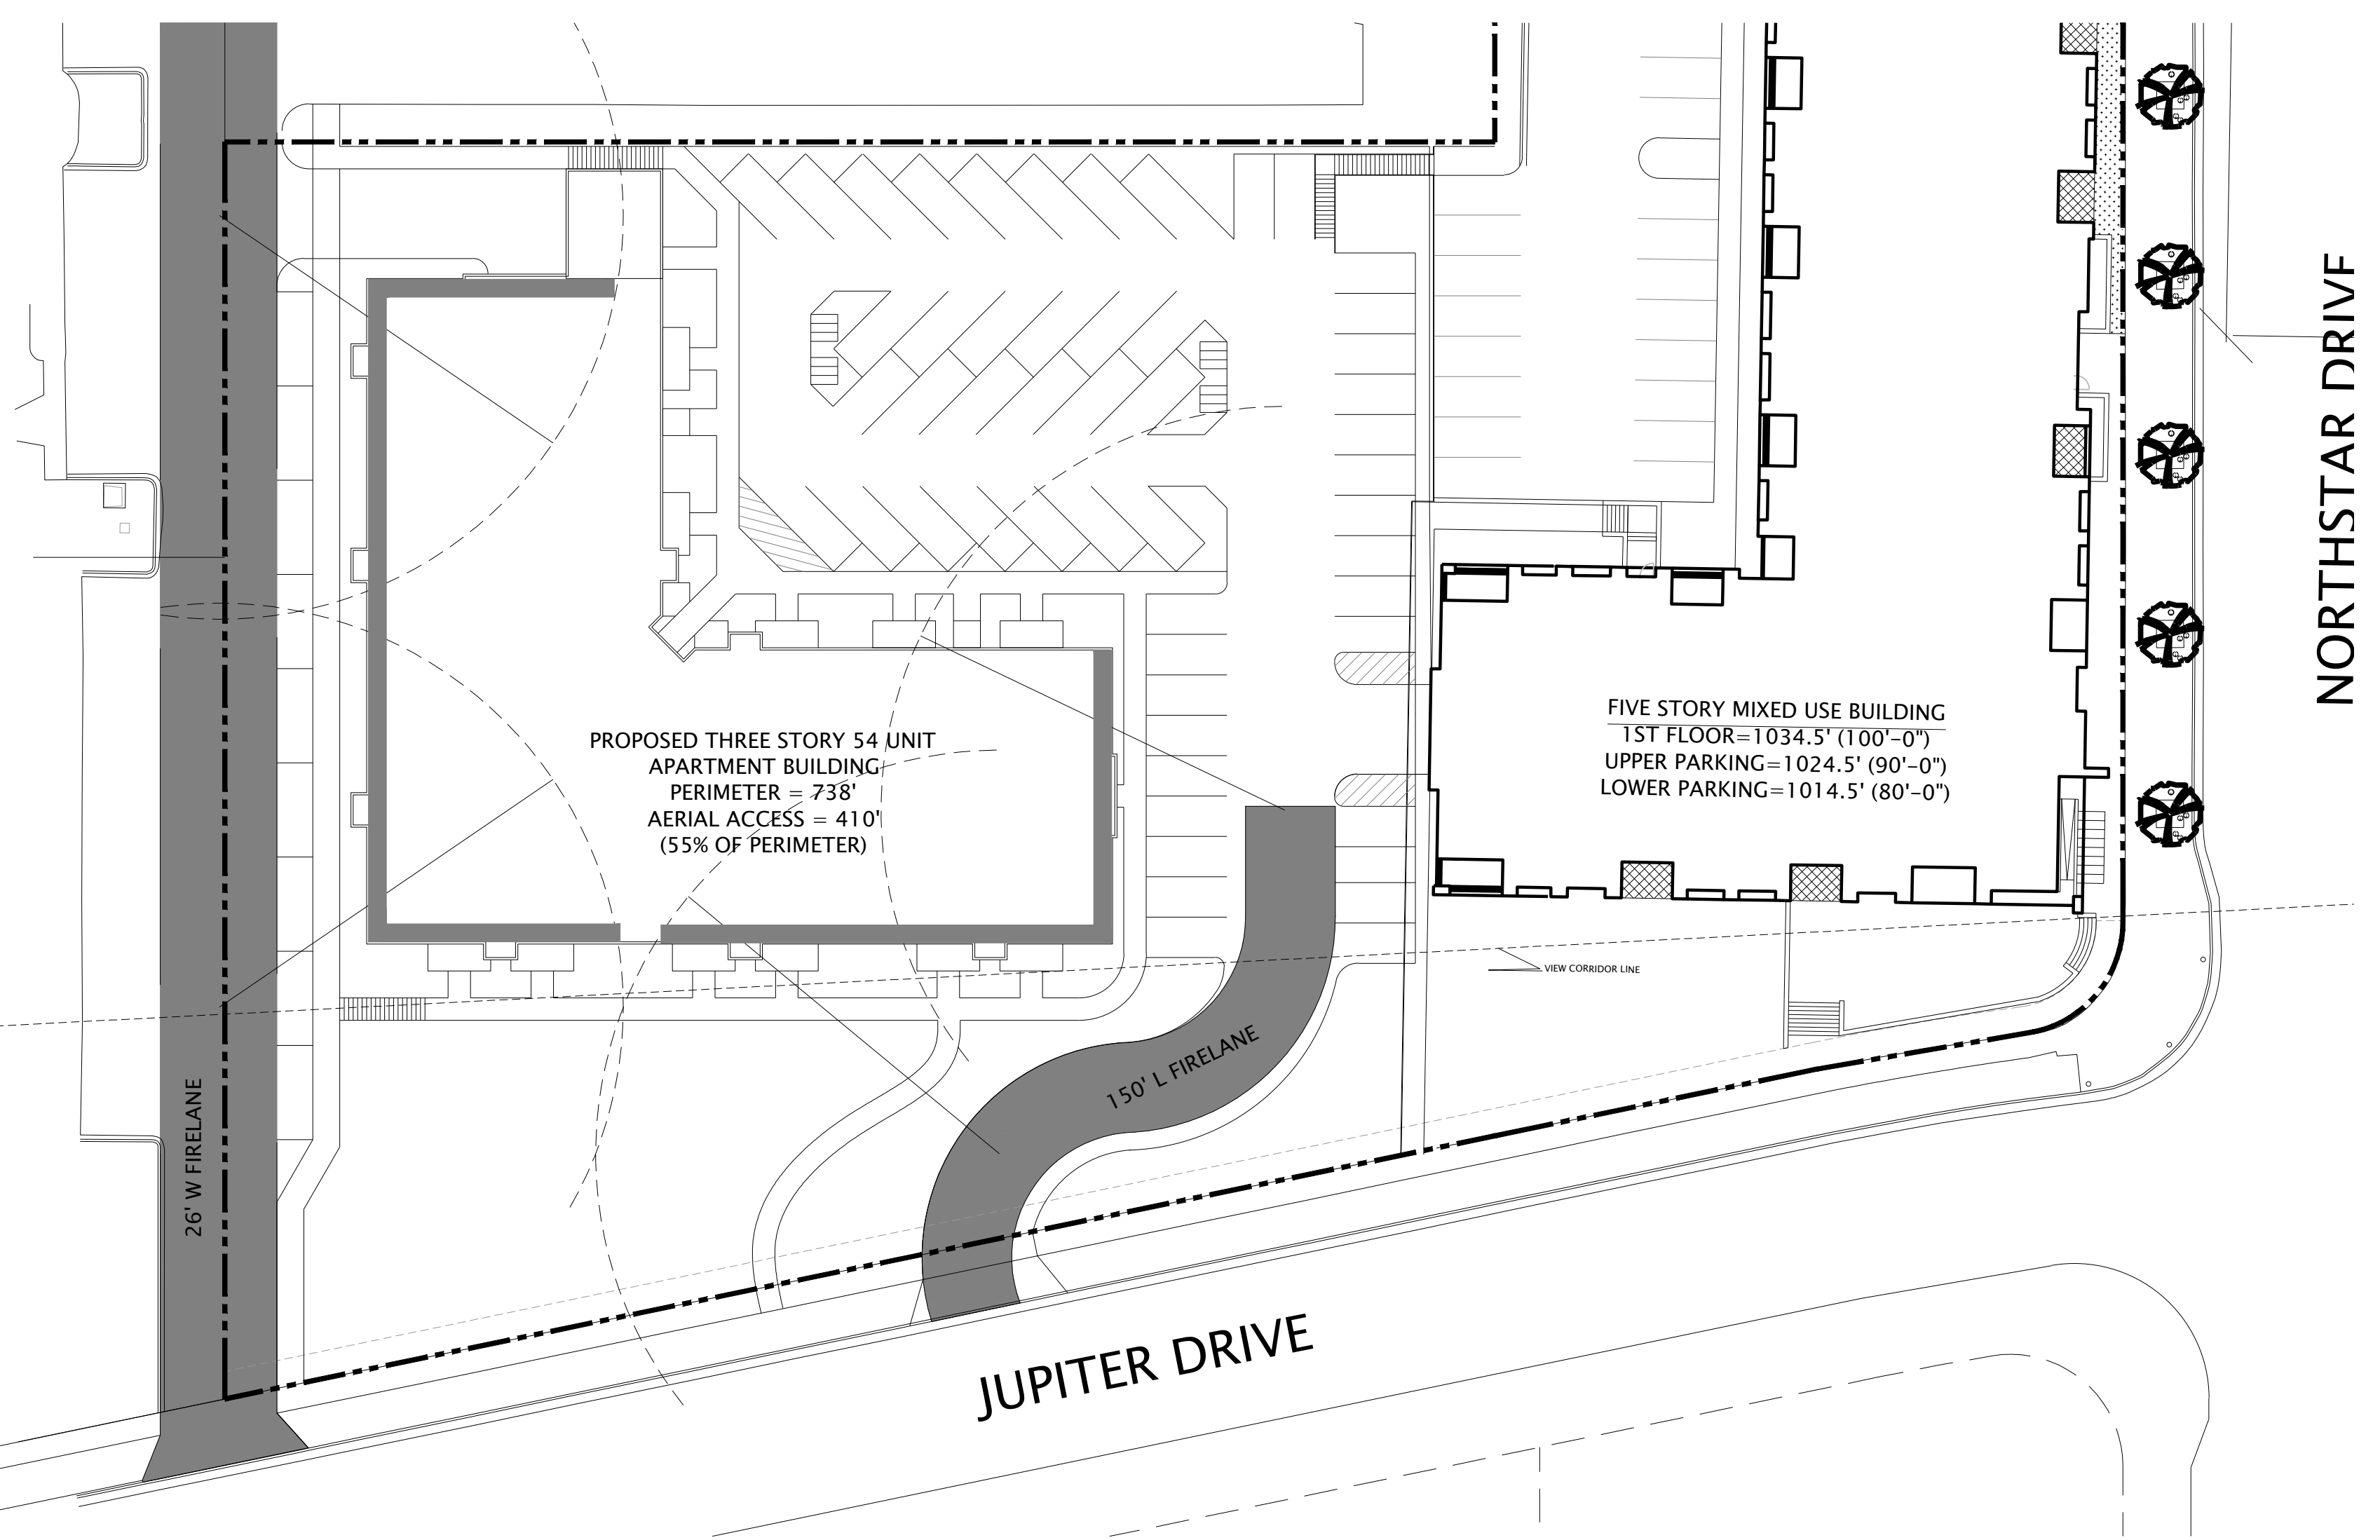 NORTHSTAR DRIVE
PROPOSED THREE STORY 54 UNIT
APARTMENT BUILDING
PERIMETER = 738'
AERIAL ACCESS = 410'
(55% OF PERIMETER)
FIVE STORY MIXED USE BUILDING
1ST FLOOR=1034.5' (100'-0")
UPPER PARKING=1024.5' (90'-0")
LOWER PARKING=1014.5' (80'-0")
VIEW CORRIDOR LINE
150' L FIRELANE
26' W FIRELANE
JUPITER DRIVE